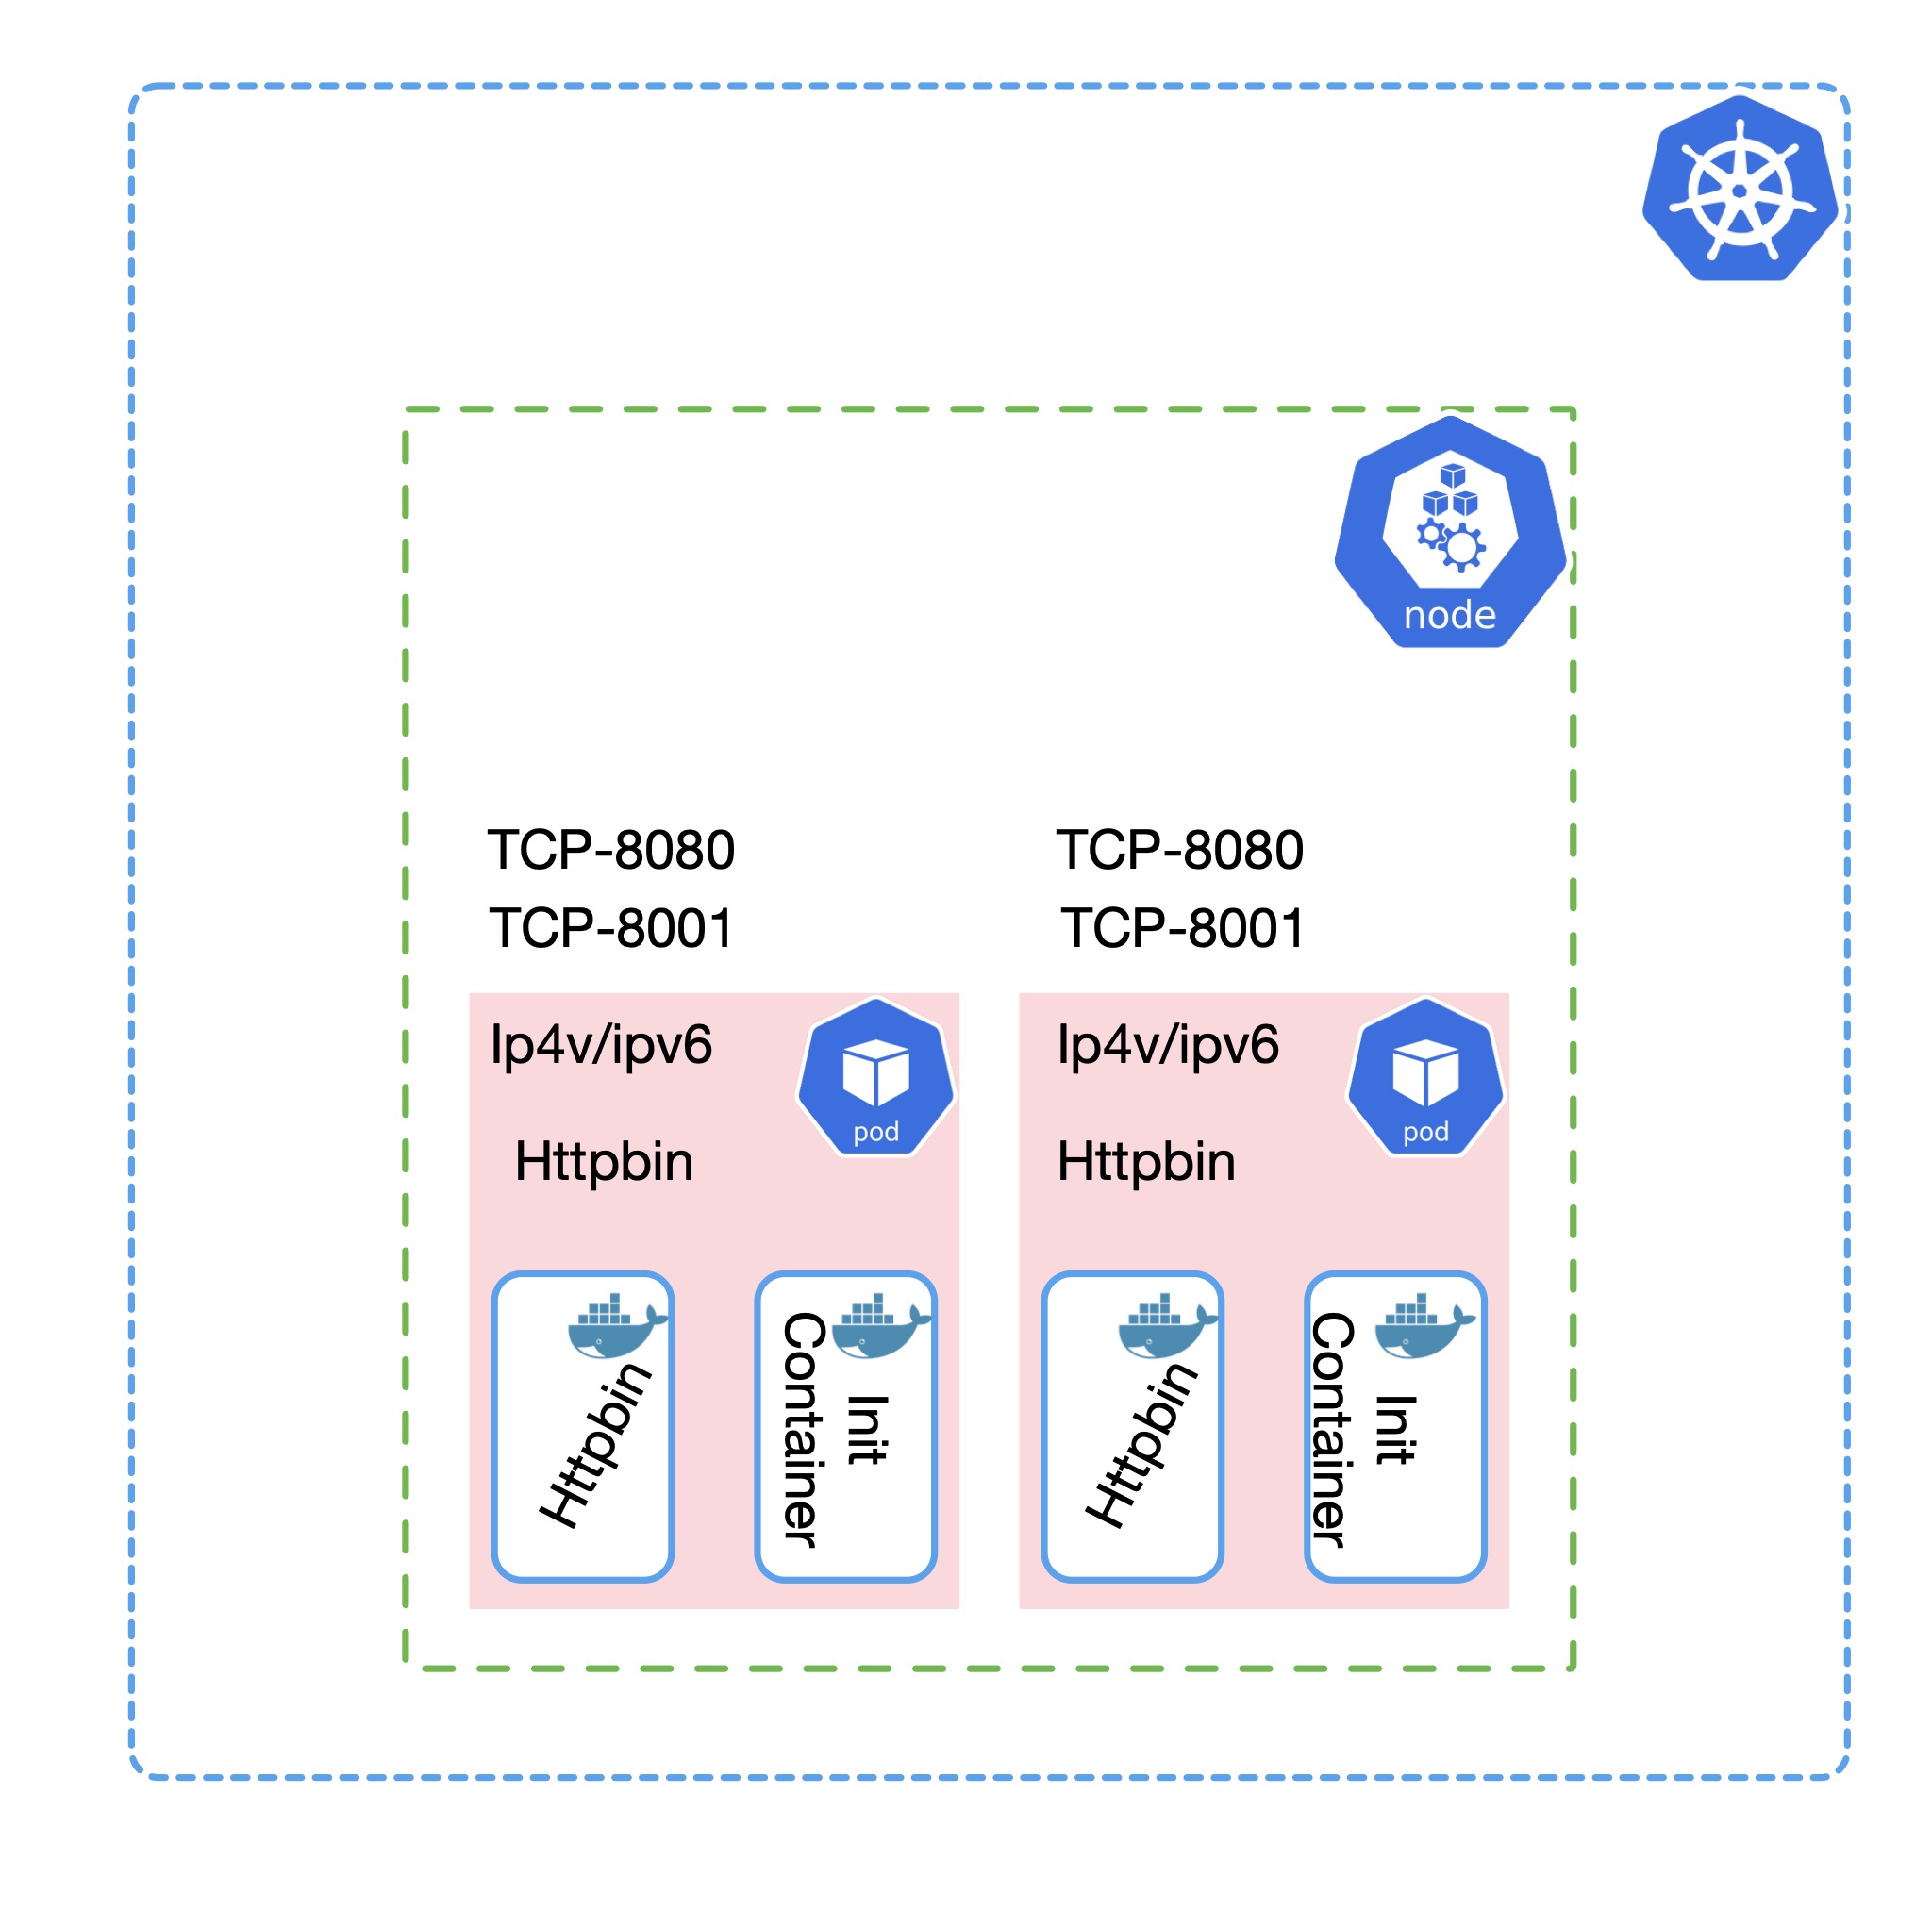 node
TCP-8080
TCP-8001
TCP-8080
TCP-8001
Ip4v/ipv6
pod
Httpbin
Httpbin
Init
Container
Ip4v/ipv6
pod
Httpbin
Httpbin
Init
Container